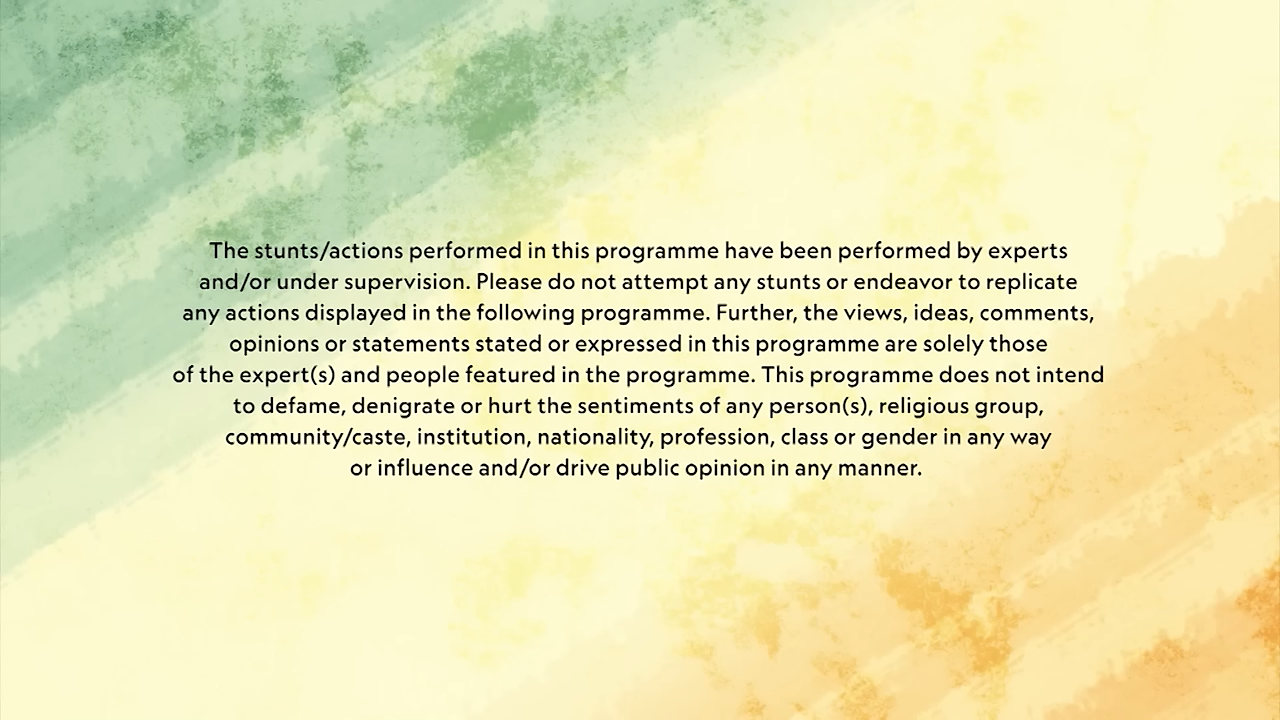 The stunts/actions performed in this programme have been performed by experts
and/or under supervision. Please do not attempt any stunts or endeavor to replicate
any actions displayed in the following programme. Further, the views, ideas, comments,
opinions or statements stated or expressed in this programme are solely those
of the expert(s) and people featured in the programme. This programme does not intend
to defame, denigrate or hurt the sentiments of any person(s), religious group,
community/caste, institution, nationality, profession, class or gender in any way
or influence and/or drive public opinion in any manner.